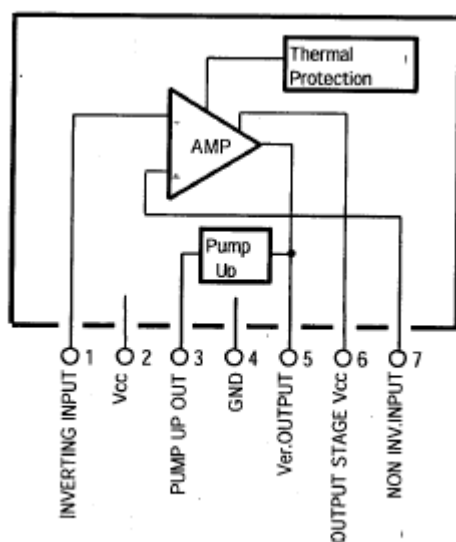 Thermal
Protection
AMP
-
+
Pump
Up
1
2
3
4
5
6
7
INVERTING INPUT
Vcc
PUMP UP OUT
GND
Ver.OUTPUT
OUTPUT STAGE Vcc
NON INV.INPUT